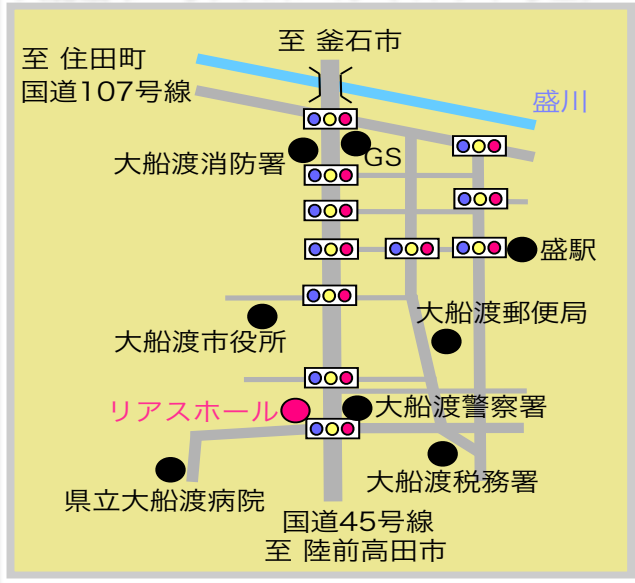 至 釜石市
至 住田町
国道107号線
盛川
大船渡消防署
GS
盛駅
大船渡郵便局
大船渡市役所
リアスホール
大船渡警察署
大船渡税務署
県立大船渡病院
国道45号線
至 陸前高田市